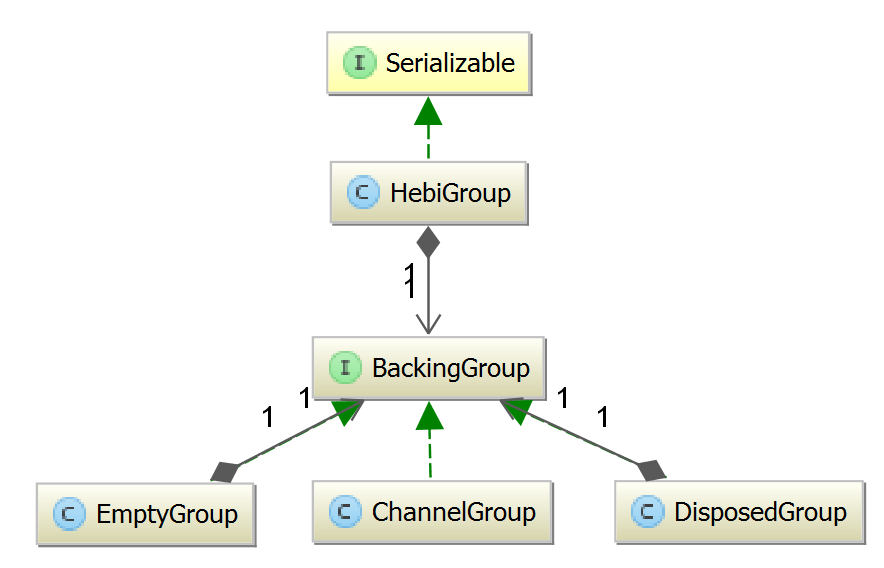 I Serializable
C HebiGroup
1
1
I BackingGroup
1
1
1
1
C EmptyGroup
C ChannelGroup
C DisposedGroup